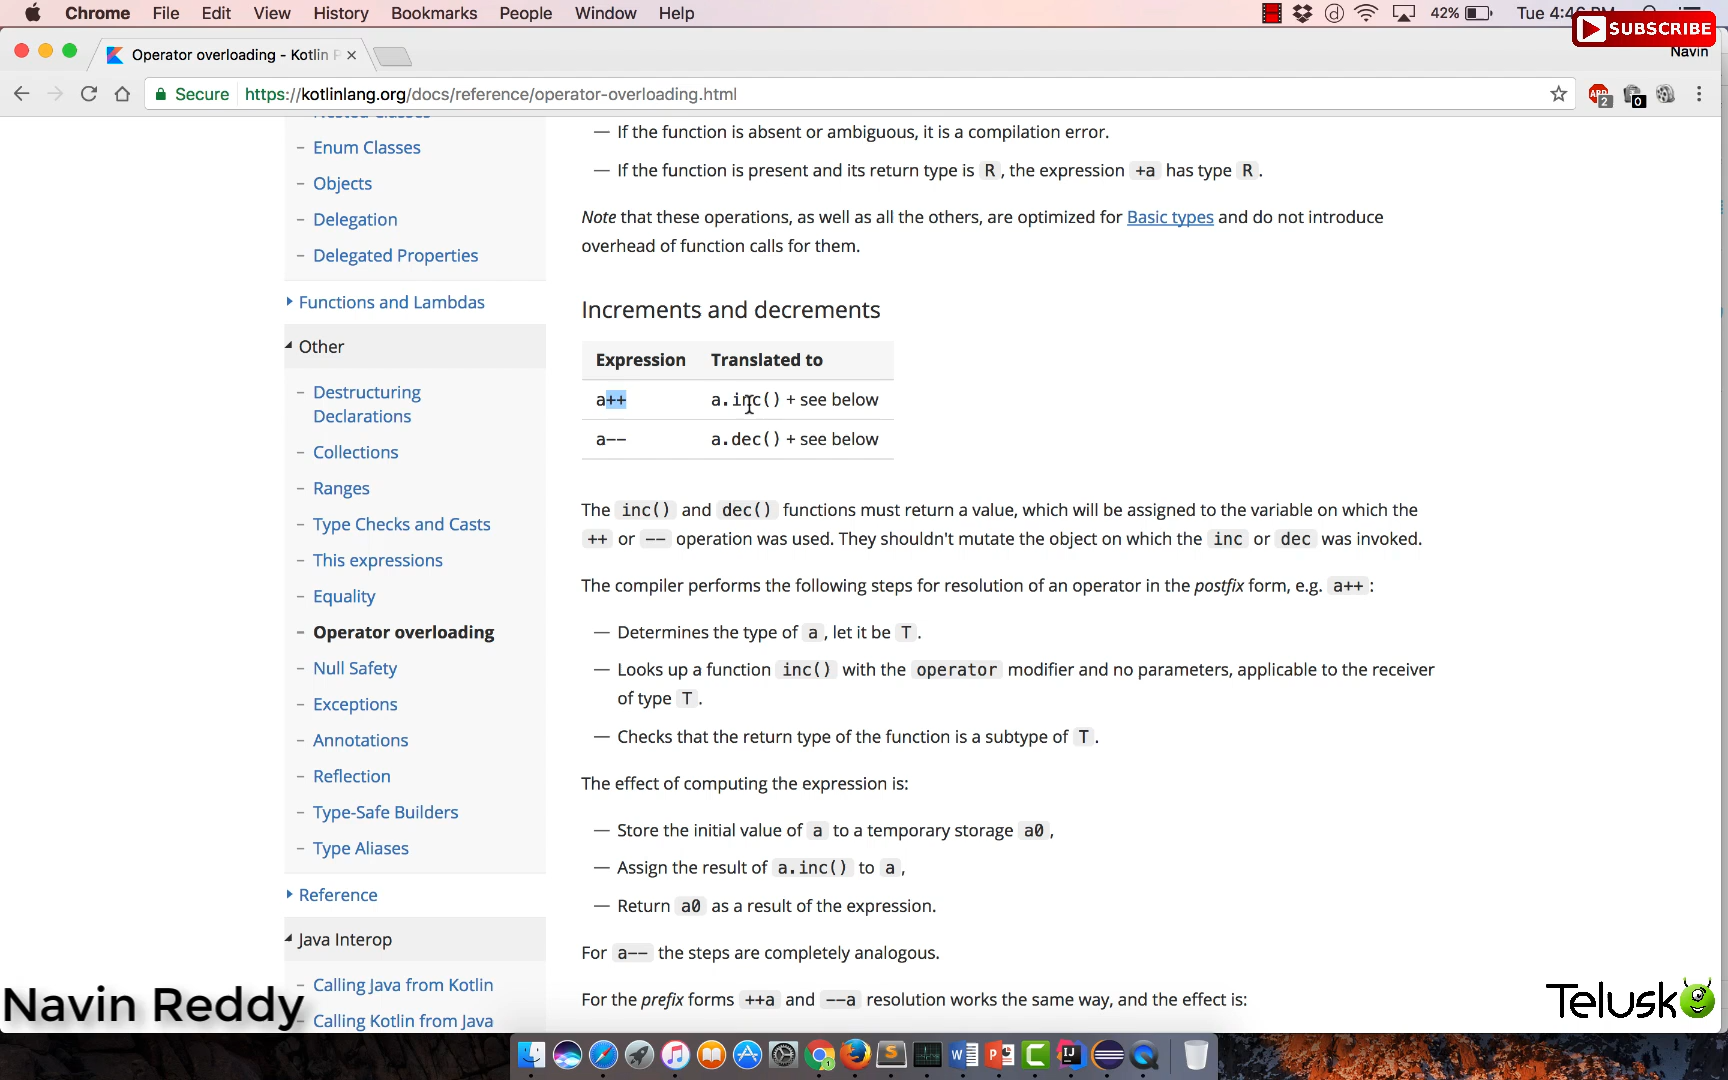 Chrome File Edit View History Bookmarks People Window Help 42% Tue 4:4
SUBSCRIBE
Operator overloading - Kotlin
Navin
Secure https://kotlinlang.org/docs/reference/operator-overloading.html
ABP 2 0
– Enum Classes
– Objects
– Delegation
– Delegated Properties
Functions and Lambdas
Other
– Destructuring
Declarations
– Collections
– Ranges
– Type Checks and Casts
– This expressions
– Equality
– Operator overloading
– Null Safety
– Exceptions
– Annotations
– Reflection
– Type-Safe Builders
– Type Aliases
Reference
Java Interop
– Calling Java from Kotlin
– Calling Kotlin from Java
— If the function is absent or ambiguous, it is a compilation error.
— If the function is present and its return type is R , the expression +a has type R .
Note that these operations, as well as all the others, are optimized for Basic types and do not introduce
overhead of function calls for them.
Increments and decrements
Expression Translated to
a++ a.inc() + see below
a-- a.dec() + see below
The inc() and dec() functions must return a value, which will be assigned to the variable on which the
++ or -- operation was used. They shouldn't mutate the object on which the inc or dec was invoked.
The compiler performs the following steps for resolution of an operator in the postfix form, e.g. a++ :
— Determines the type of a , let it be T .
— Looks up a function inc() with the operator modifier and no parameters, applicable to the receiver
of type T .
— Checks that the return type of the function is a subtype of T .
The effect of computing the expression is:
— Store the initial value of a to a temporary storage a0 ,
— Assign the result of a.inc() to a ,
— Return a0 as a result of the expression.
For a-- the steps are completely analogous.
For the prefix forms ++a and --a resolution works the same way, and the effect is:
Navin Reddy
Telusko